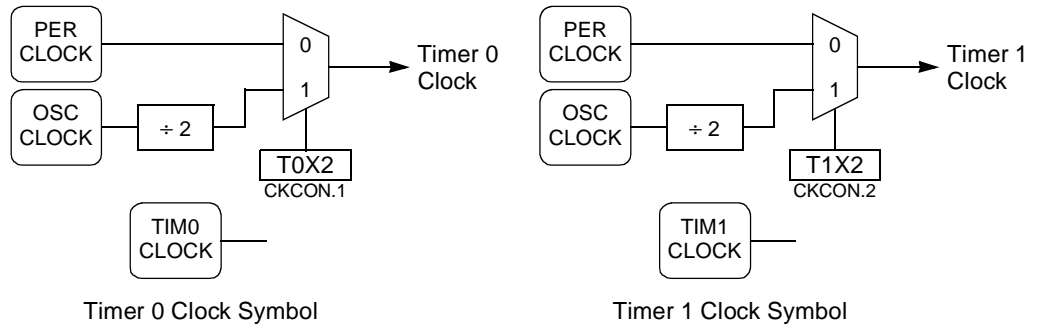 PER
CLOCK
0
Timer 0
Clock
1
OSC
CLOCK
÷ 2
T0X2
CKCON.1
TIM0
CLOCK
Timer 0 Clock Symbol
PER
CLOCK
0
Timer 1
Clock
1
OSC
CLOCK
÷ 2
T1X2
CKCON.2
TIM1
CLOCK
Timer 1 Clock Symbol